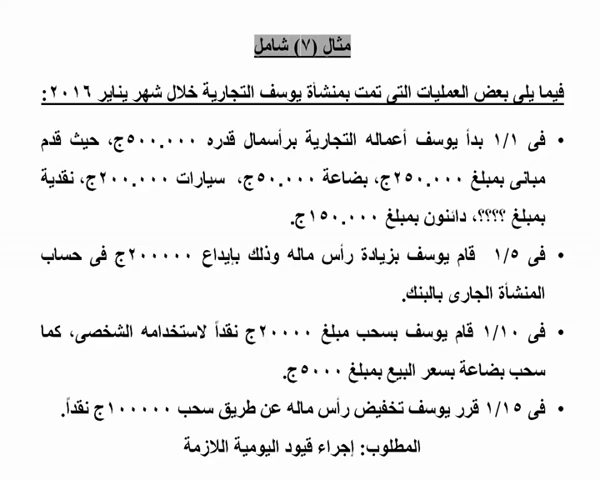 مثال (٧) شامل
فيما يلى بعض العمليات التى تمت بمنشأة يوسف التجارية خلال شهر يناير ٢٠١٦:
• فى ١/١ بدأ يوسف أعماله التجارية برأسمال قدره ٥٠٠.٠٠٠ج، حيث قدم
مبانى بمبلغ ٢٥٠.٠٠٠ج، بضاعة ٥٠.٠٠٠ج، سيارات ٢٠٠.٠٠٠ج، نقدية
بمبلغ ؟؟؟؟، دائنون بمبلغ ١٥٠.٠٠٠ج.
• فى ١/٥ قام يوسف بزيادة رأس ماله وذلك بإيداع ٢٠٠٠٠٠ج فى حساب
المنشأة الجارى بالبنك.
• فى ١/١٠ قام يوسف بسحب مبلغ ٢٠٠٠٠ج نقداً لاستخدامه الشخصى، كما
سحب بضاعة بسعر البيع بمبلغ ٥٠٠٠ج.
• فى ١/١٥ قرر يوسف تخفيض رأس ماله عن طريق سحب ١٠٠٠٠٠ج نقداً.
المطلوب: إجراء قيود اليومية اللازمة